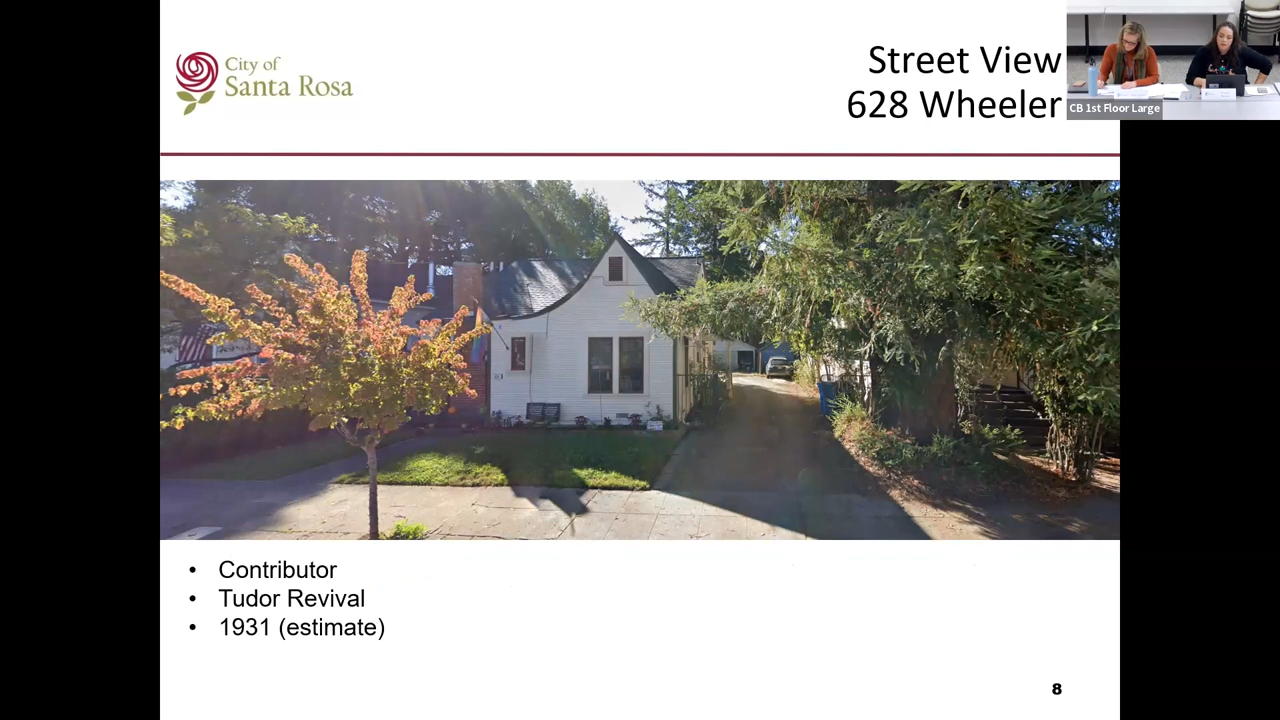 City of
Santa Rosa
Street View
628 Wheeler
CB 1st Floor Large
• Contributor
• Tudor Revival
• 1931 (estimate)
8